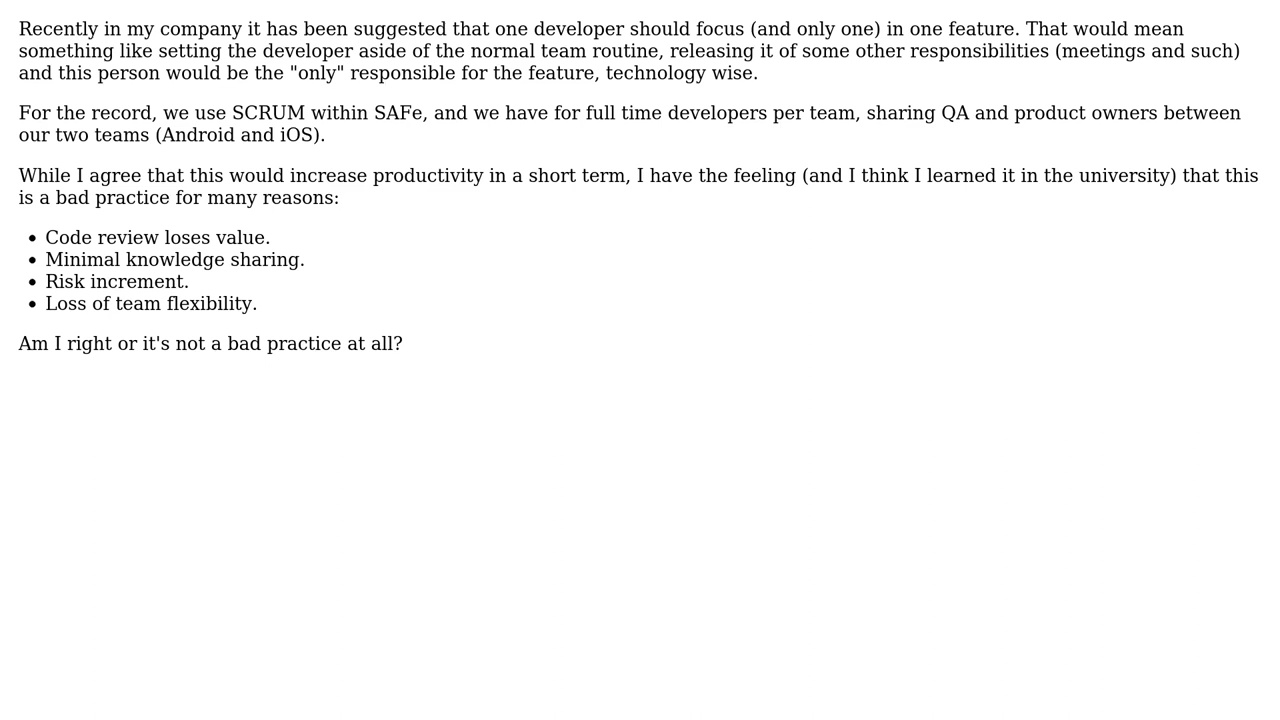 Recently in my company it has been suggested that one developer should focus (and only one) in one feature. That would mean
something like setting the developer aside of the normal team routine, releasing it of some other responsibilities (meetings and such)
and this person would be the "only" responsible for the feature, technology wise.
For the record, we use SCRUM within SAFe, and we have for full time developers per team, sharing QA and product owners between
our two teams (Android and iOS).
While I agree that this would increase productivity in a short term, I have the feeling (and I think I learned it in the university) that this
is a bad practice for many reasons:
• Code review loses value.
• Minimal knowledge sharing.
• Risk increment.
• Loss of team flexibility.
Am I right or it's not a bad practice at all?